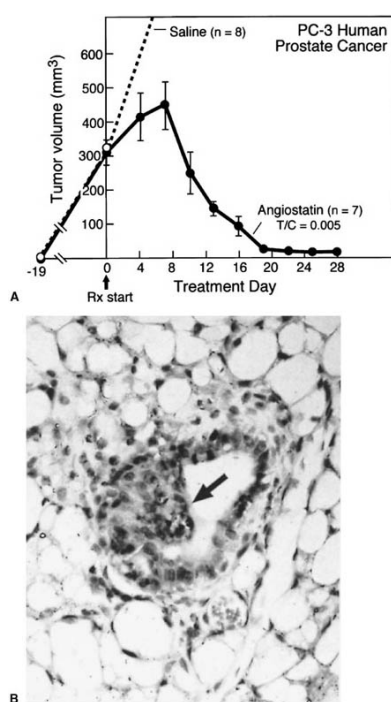 PC-3 Human
Prostate Cancer
Saline (n = 8)
Tumor volume (mm³)
600
500
400
300
200
100
Angiostatin (n = 7)
T/C = 0.005
-19
0
4
8
12
16
20
24
28
A
Treatment Day
Rx start
B